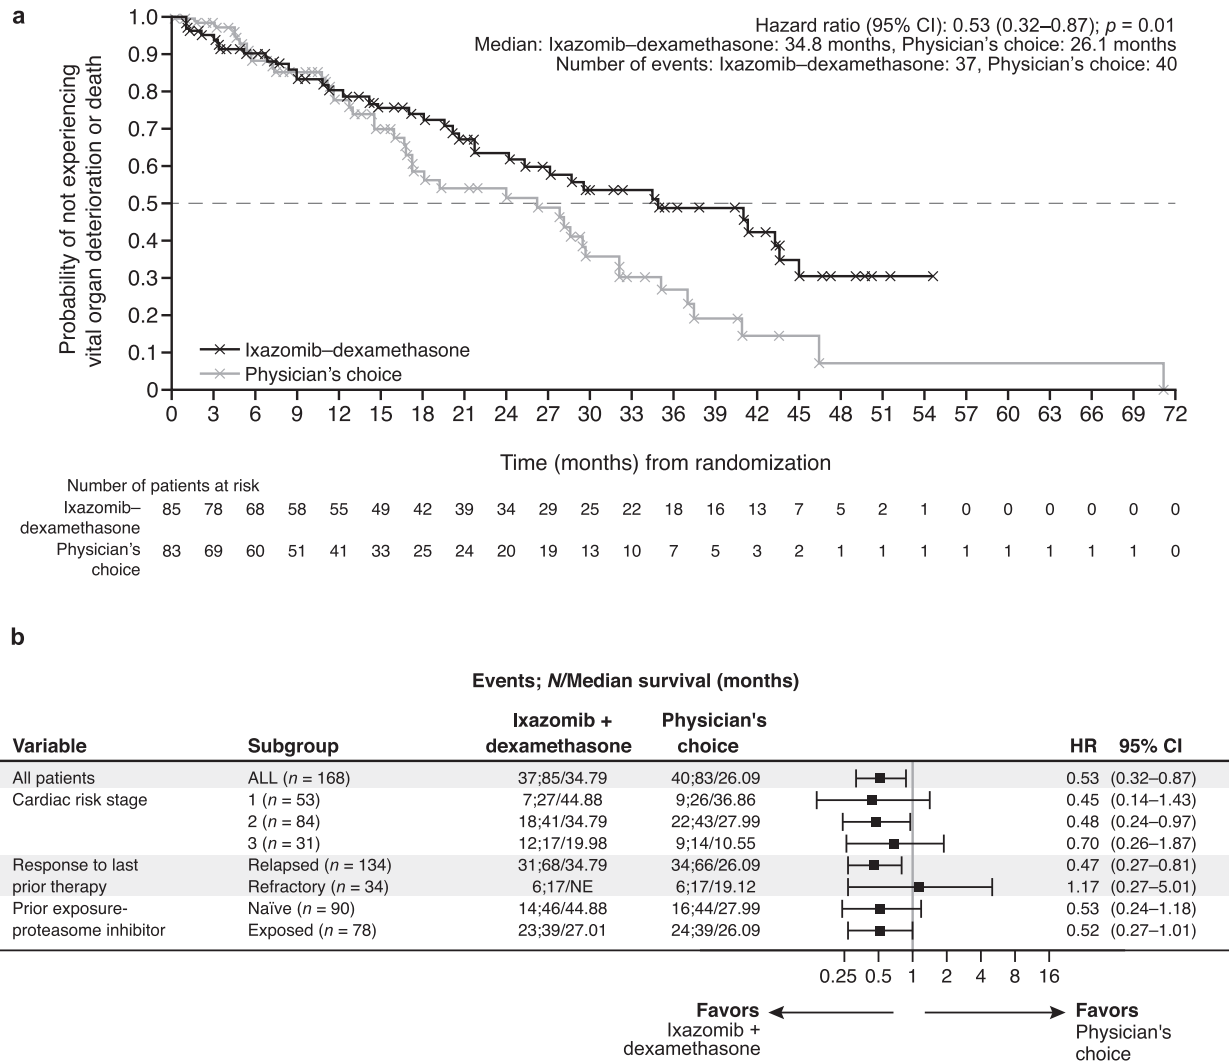 a
Hazard ratio (95% CI): 0.53 (0.32–0.87); p = 0.01
Median: Ixazomib–dexamethasone: 34.8 months, Physician's choice: 26.1 months
Number of events: Ixazomib–dexamethasone: 37, Physician's choice: 40
Probability of not experiencing
vital organ deterioration or death
1.0
0.9
0.8
0.7
0.6
0.5
0.4
0.3
0.2
0.1
0
Ixazomib–dexamethasone
Physician's choice
0 3 6 9 12 15 18 21 24 27 30 33 36 39 42 45 48 51 54 57 60 63 66 69 72
Time (months) from randomization
Number of patients at risk
Ixazomib– 85 78 68 58 55 49 42 39 34 29 25 22 18 16 13 7 5 2 1 0 0 0 0 0 0
dexamethasone
Physician's 83 69 60 51 41 33 25 24 20 19 13 10 7 5 3 2 1 1 1 1 1 1 1 1 0
choice
b
Events; N/Median survival (months)
Ixazomib + Physician's
Variable Subgroup dexamethasone choice HR 95% CI
All patients ALL (n = 168) 37;85/34.79 40;83/26.09 0.53 (0.32–0.87)
Cardiac risk stage 1 (n = 53) 7;27/44.88 9;26/36.86 0.45 (0.14–1.43)
2 (n = 84) 18;41/34.79 22;43/27.99 0.48 (0.24–0.97)
3 (n = 31) 12;17/19.98 9;14/10.55 0.70 (0.26–1.87)
Response to last Relapsed (n = 134) 31;68/34.79 34;66/26.09 0.47 (0.27–0.81)
prior therapy Refractory (n = 34) 6;17/NE 6;17/19.12 1.17 (0.27–5.01)
Prior exposure- Naïve (n = 90) 14;46/44.88 16;44/27.99 0.53 (0.24–1.18)
proteasome inhibitor Exposed (n = 78) 23;39/27.01 24;39/26.09 0.52 (0.27–1.01)
0.25 0.5 1 2 4 8 16
Favors Favors
Ixazomib + Physician's
dexamethasone choice